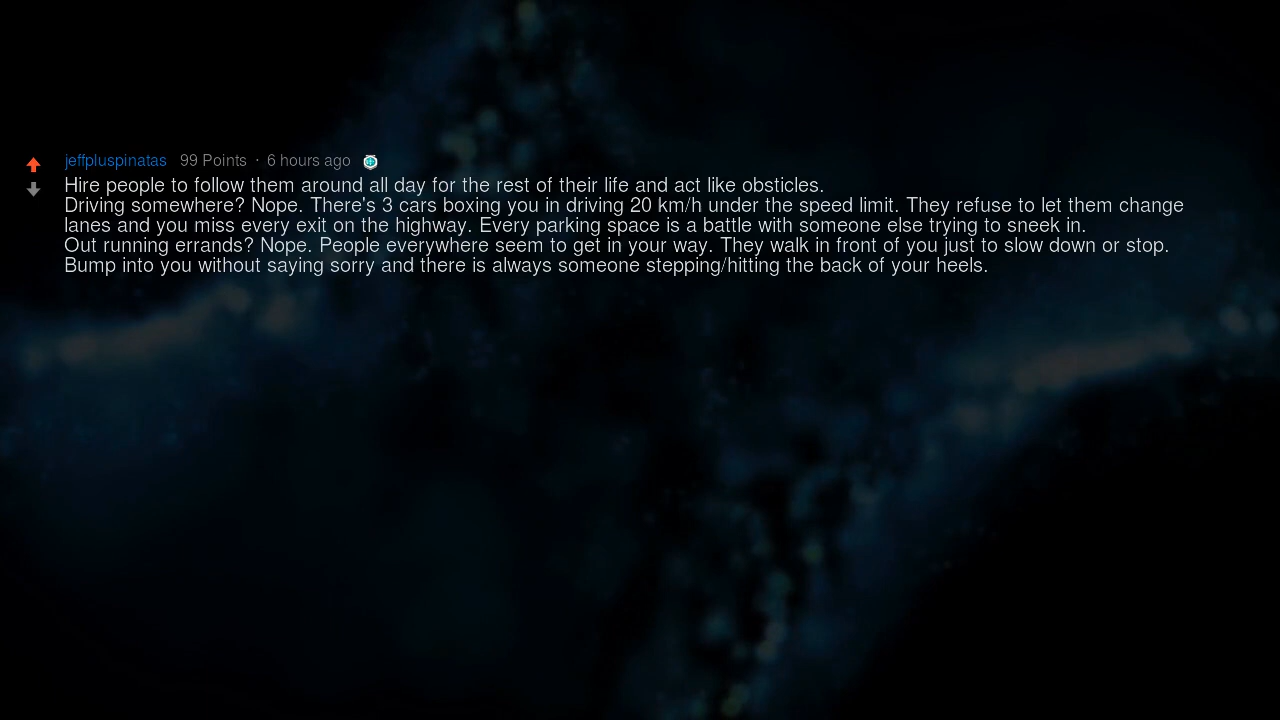 jeffpluspinatas 99 Points · 6 hours ago
Hire people to follow them around all day for the rest of their life and act like obsticles.
Driving somewhere? Nope. There's 3 cars boxing you in driving 20 km/h under the speed limit. They refuse to let them change
lanes and you miss every exit on the highway. Every parking space is a battle with someone else trying to sneek in.
Out running errands? Nope. People everywhere seem to get in your way. They walk in front of you just to slow down or stop.
Bump into you without saying sorry and there is always someone stepping/hitting the back of your heels.